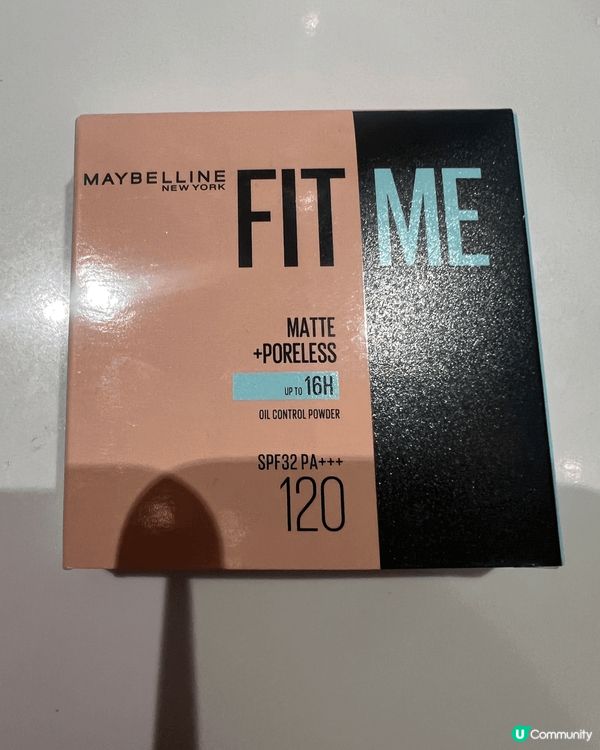 MAYBELLINE
NEW YORK
FIT ME
MATTE
+PORELESS
UP TO 16H
OIL CONTROL POWDER
SPF32 PA+++
120
U Community